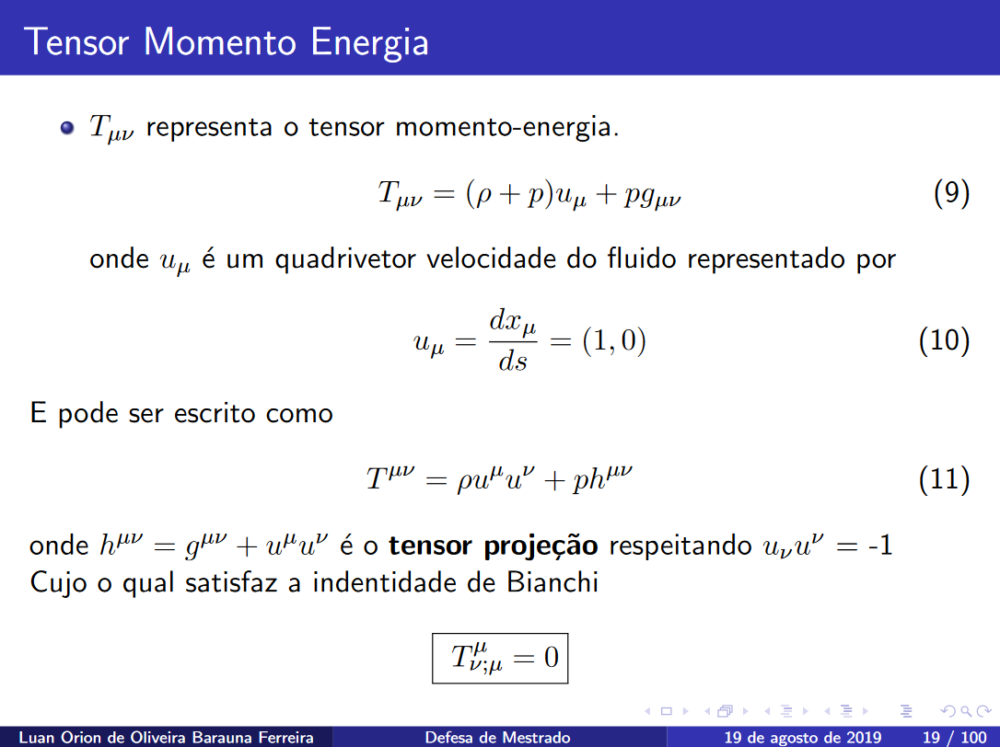 Tensor Momento Energia
T_{μν} representa o tensor momento-energia.
T_{μν} = (ρ + p)u_μ + pg_{μν} (9)
onde u_μ é um quadrivetor velocidade do fluido representado por
u_μ = dx_μ/ds = (1, 0) (10)
E pode ser escrito como
T^{μν} = ρu^μu^ν + ph^{μν} (11)
onde h^{μν} = g^{μν} + u^μu^ν é o tensor projeção respeitando u_νu^ν = -1
Cujo o qual satisfaz a indentidade de Bianchi
T^μ_{ν;μ} = 0
Luan Orion de Oliveira Barauna Ferreira Defesa de Mestrado 19 de agosto de 2019 19 / 100